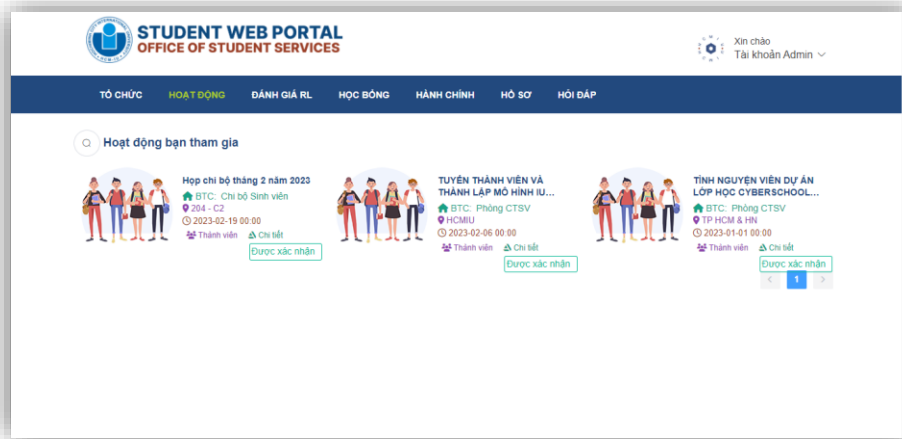 STUDENT WEB PORTAL
OFFICE OF STUDENT SERVICES
Xin chào
Tài khoản Admin
TỔ CHỨC HOẠT ĐỘNG ĐÁNH GIÁ RL HỌC BỔNG HÀNH CHÍNH HỒ SƠ HỎI ĐÁP
Hoạt động bạn tham gia
Họp chi bộ tháng 2 năm 2023
BTC: Chi bộ Sinh viên
204 - C2
2023-02-19 00:00
Thành viên Chi tiết
Được xác nhận
TUYỂN THÀNH VIÊN VÀ
THÀNH LẬP MÔ HÌNH IU...
BTC: Phòng CTSV
HCMIU
2023-02-06 00:00
Thành viên Chi tiết
Được xác nhận
TÌNH NGUYỆN VIÊN DỰ ÁN
LỚP HỌC CYBERSCHOOL...
BTC: Phòng CTSV
TP HCM & HN
2023-01-01 00:00
Thành viên Chi tiết
Được xác nhận
< 1 >